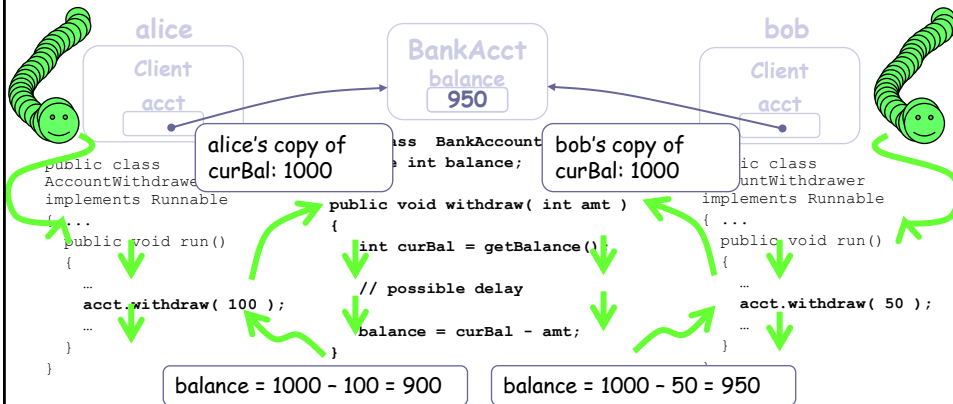 alice
Client
acct
BankAcct
balance
950
bob
Client
acct
alice's copy of
curBal: 1000
bob's copy of
curBal: 1000
public class
AccountWithdrawer
implements Runnable
{ ...
public void run()
{
…
acct.withdraw( 100 );
…
}
}
BankAccount
int balance;
public void withdraw( int amt )
{
int curBal = getBalance();
// possible delay
balance = curBal - amt;
}
class
implements Runnable
{ ...
public void run()
{
…
acct.withdraw( 50 );
…
}
balance = 1000 – 100 = 900
balance = 1000 – 50 = 950